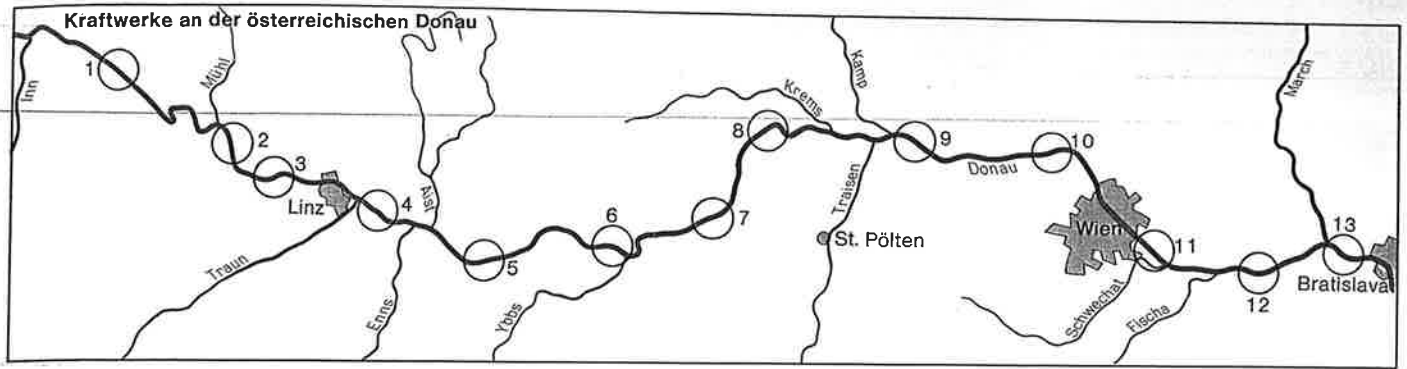 Kraftwerke an der österreichischen Donau
Inn
1
Mühl
2
3
Linz
4
Traun
Aist
Enns
5
6
Ybbs
7
8
Krems
Kamp
Traisen
St. Pölten
9
Donau
10
Wien
11
Schwechat
Fischa
12
March
13
Bratislava